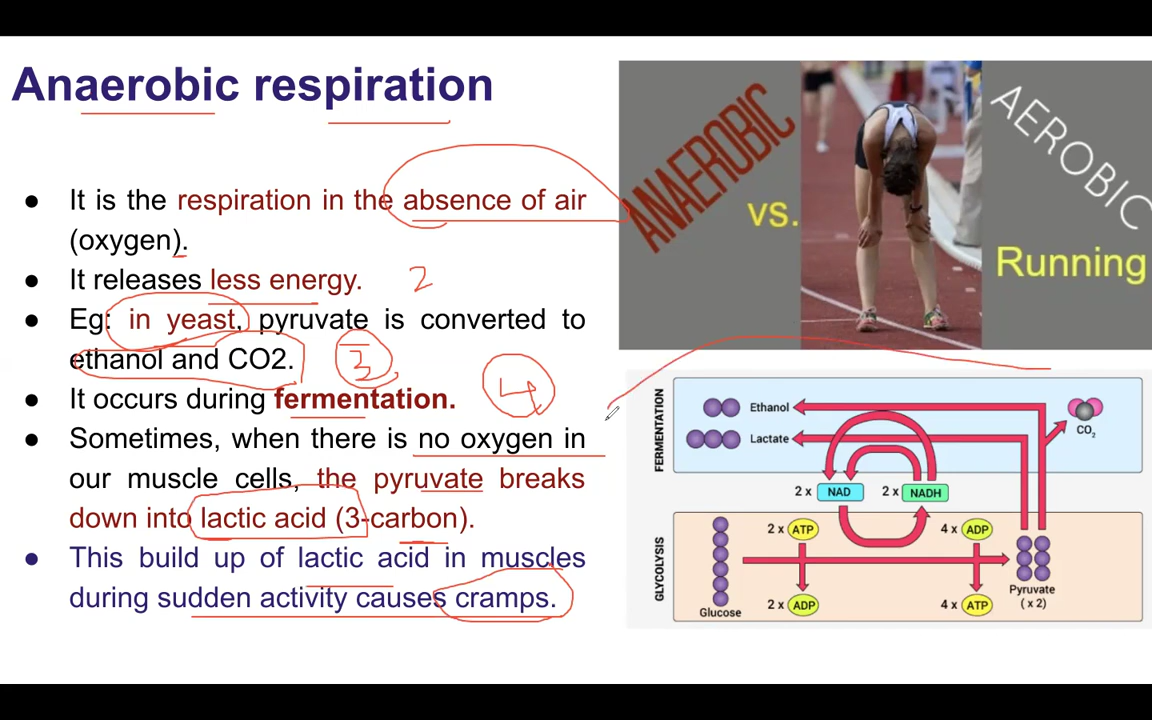 Anaerobic respiration
● It is the respiration in the absence of air
(oxygen).
● It releases less energy. 2
● Eg: in yeast, pyruvate is converted to
ethanol and CO2. 3
● It occurs during fermentation. 4
● Sometimes, when there is no oxygen in
our muscle cells, the pyruvate breaks
down into lactic acid (3-carbon).
● This build up of lactic acid in muscles
during sudden activity causes cramps.
ANAEROBIC
vs.
AEROBIC
Running
FERMENTATION
Ethanol
CO2
Lactate
2 x NAD 2 x NADH
GLYCOLYSIS
2 x ATP 4 x ADP
Glucose
2 x ADP 4 x ATP
Pyruvate
(x 2)